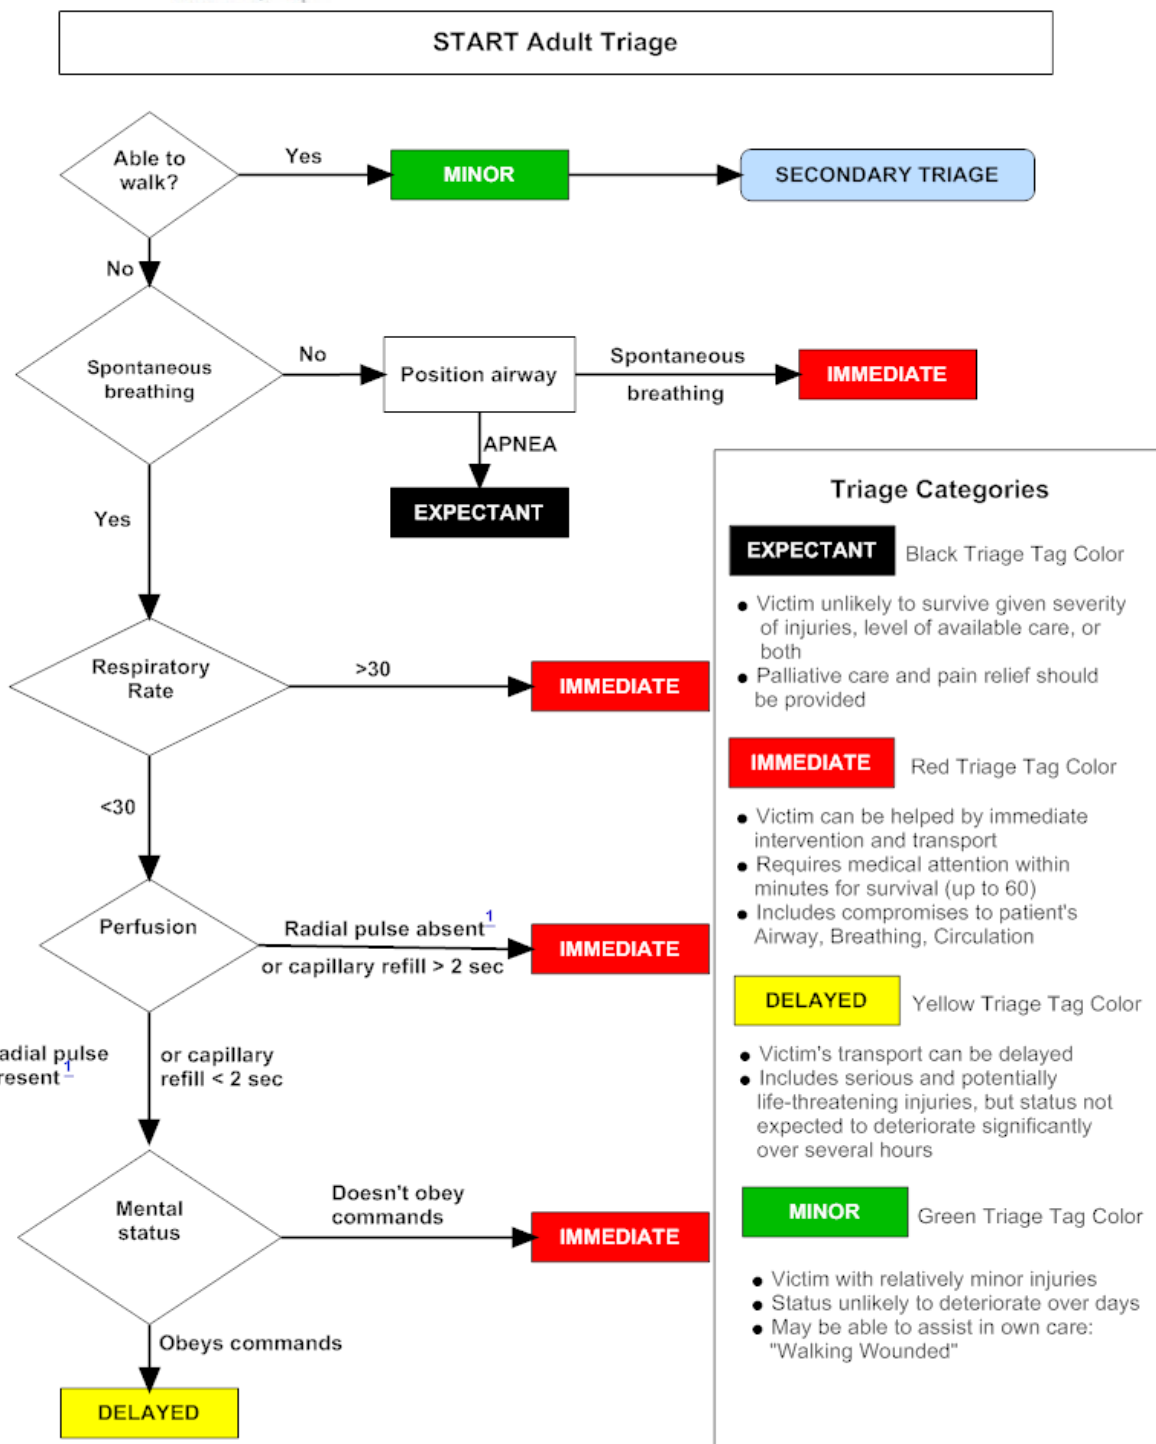 START Adult Triage
Able to
walk?
Yes
MINOR
SECONDARY TRIAGE
No
Spontaneous
breathing
No
Position airway
Spontaneous
breathing
IMMEDIATE
APNEA
EXPECTANT
Yes
Respiratory
Rate
>30
IMMEDIATE
<30
Perfusion
Radial pulse absent1
or capillary refill > 2 sec
IMMEDIATE
adial pulse
resent1
or capillary
refill < 2 sec
Mental
status
Doesn't obey
commands
IMMEDIATE
Obeys commands
DELAYED
Triage Categories
EXPECTANT Black Triage Tag Color
• Victim unlikely to survive given severity
of injuries, level of available care, or
both
• Palliative care and pain relief should
be provided
IMMEDIATE Red Triage Tag Color
• Victim can be helped by immediate
intervention and transport
• Requires medical attention within
minutes for survival (up to 60)
• Includes compromises to patient's
Airway, Breathing, Circulation
DELAYED Yellow Triage Tag Color
• Victim's transport can be delayed
• Includes serious and potentially
life-threatening injuries, but status not
expected to deteriorate significantly
over several hours
MINOR Green Triage Tag Color
• Victim with relatively minor injuries
• Status unlikely to deteriorate over days
• May be able to assist in own care:
"Walking Wounded"